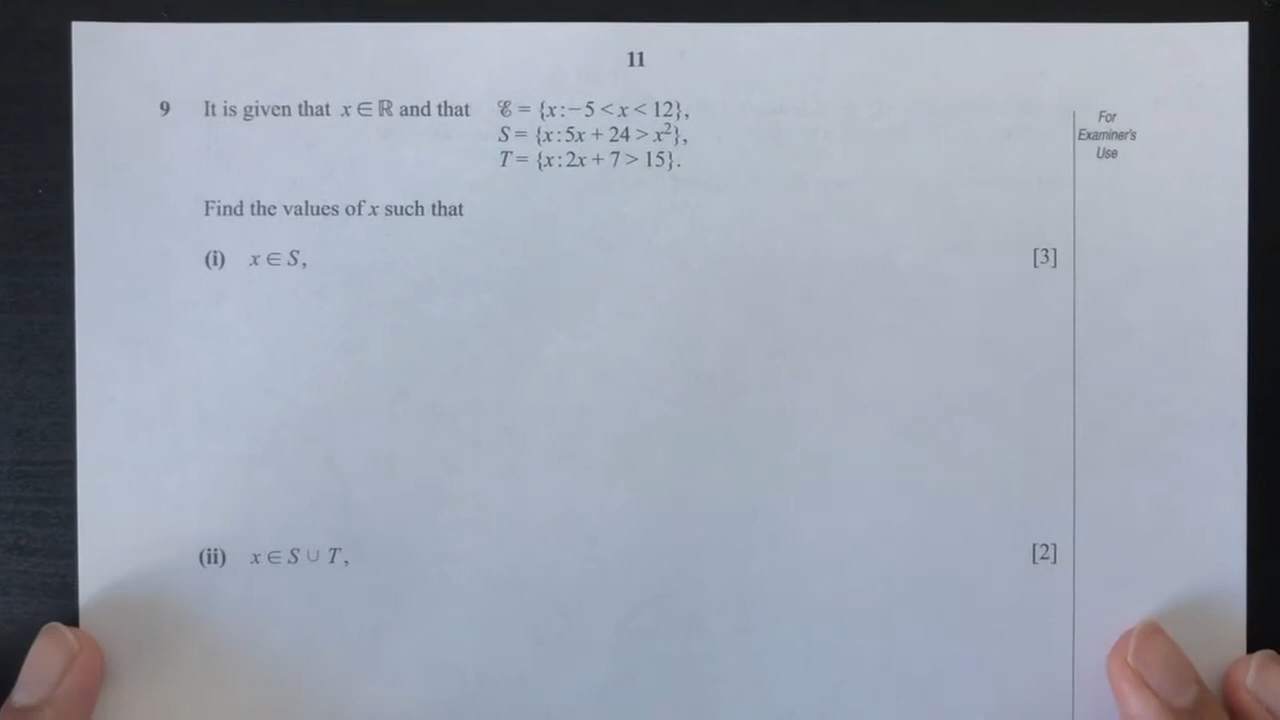 11
9 It is given that x ∈ ℝ and that ℰ = {x : −5 < x < 12},
S = {x : 5x + 24 > x²},
T = {x : 2x + 7 > 15}.
For
Examiner's
Use
Find the values of x such that
(i) x ∈ S, [3]
(ii) x ∈ S ∪ T, [2]